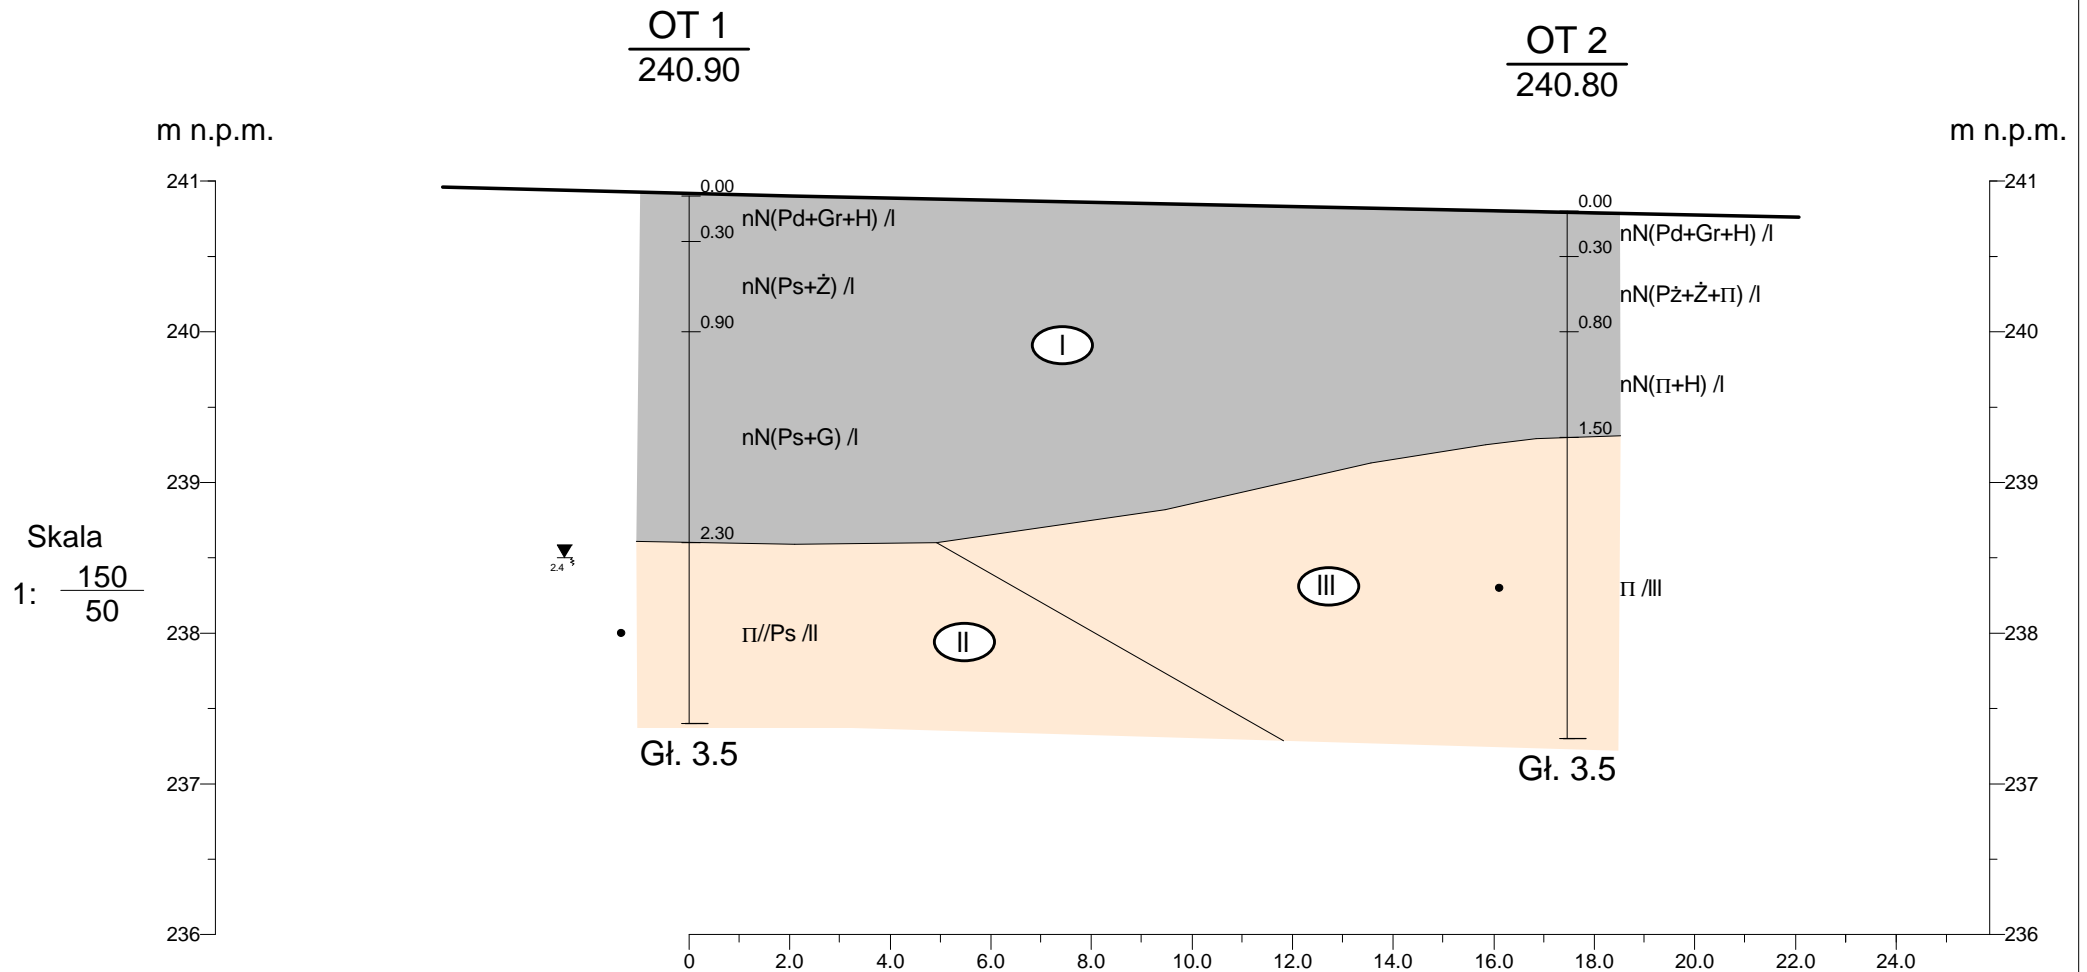 OT 1
240.90
OT 2
240.80
m n.p.m.
m n.p.m.
241
240
239
238
237
236
241
240
239
238
237
236
Skala
1: 150
50
0.00
nN(Pd+Gr+H) /I
0.30
nN(Ps+Ż) /I
0.90
nN(Ps+G) /I
2.30
2.4
Π//Ps /II
Gł. 3.5
I
II
III
0.00
nN(Pd+Gr+H) /I
0.30
nN(Pż+Ż+Π) /I
0.80
nN(Π+H) /I
1.50
Π /III
Gł. 3.5
0 2.0 4.0 6.0 8.0 10.0 12.0 14.0 16.0 18.0 20.0 22.0 24.0